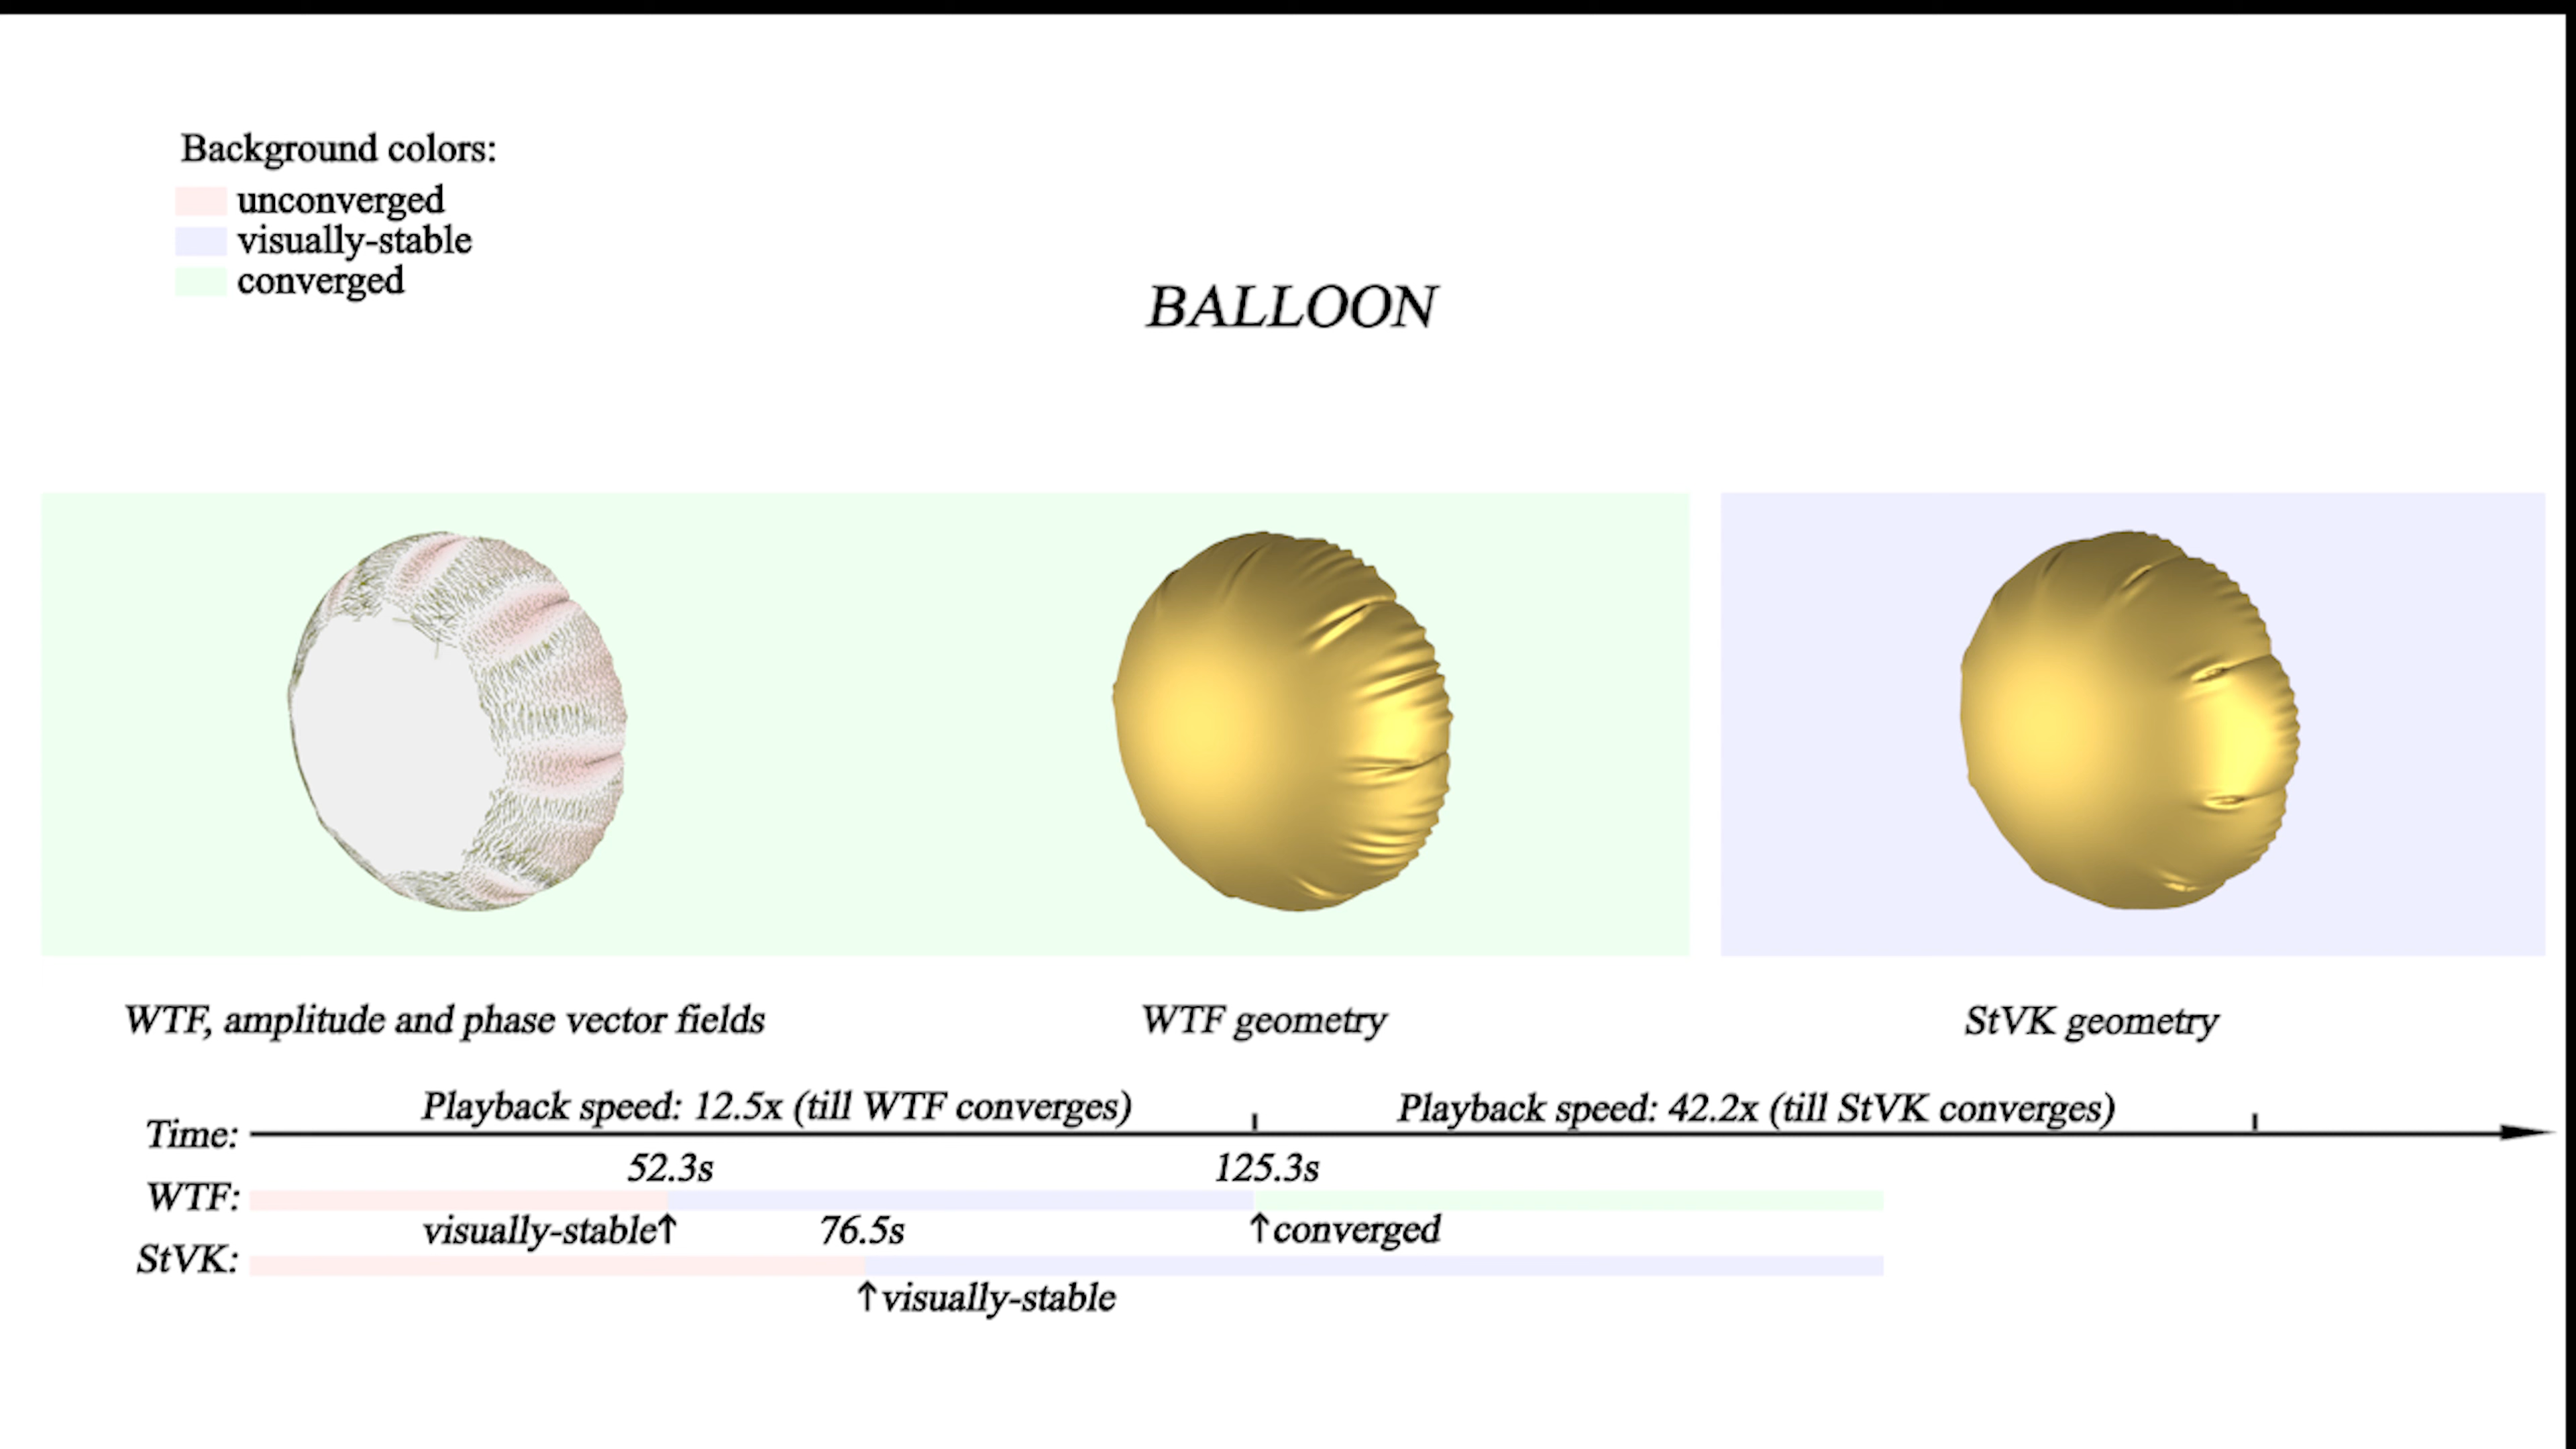 Background colors:
unconverged
visually-stable
converged
BALLOON
WTF, amplitude and phase vector fields
WTF geometry
StVK geometry
Playback speed: 12.5x (till WTF converges)
Playback speed: 42.2x (till StVK converges)
Time:
52.3s
125.3s
WTF:
visually-stable↑
76.5s
↑converged
StVK:
↑visually-stable